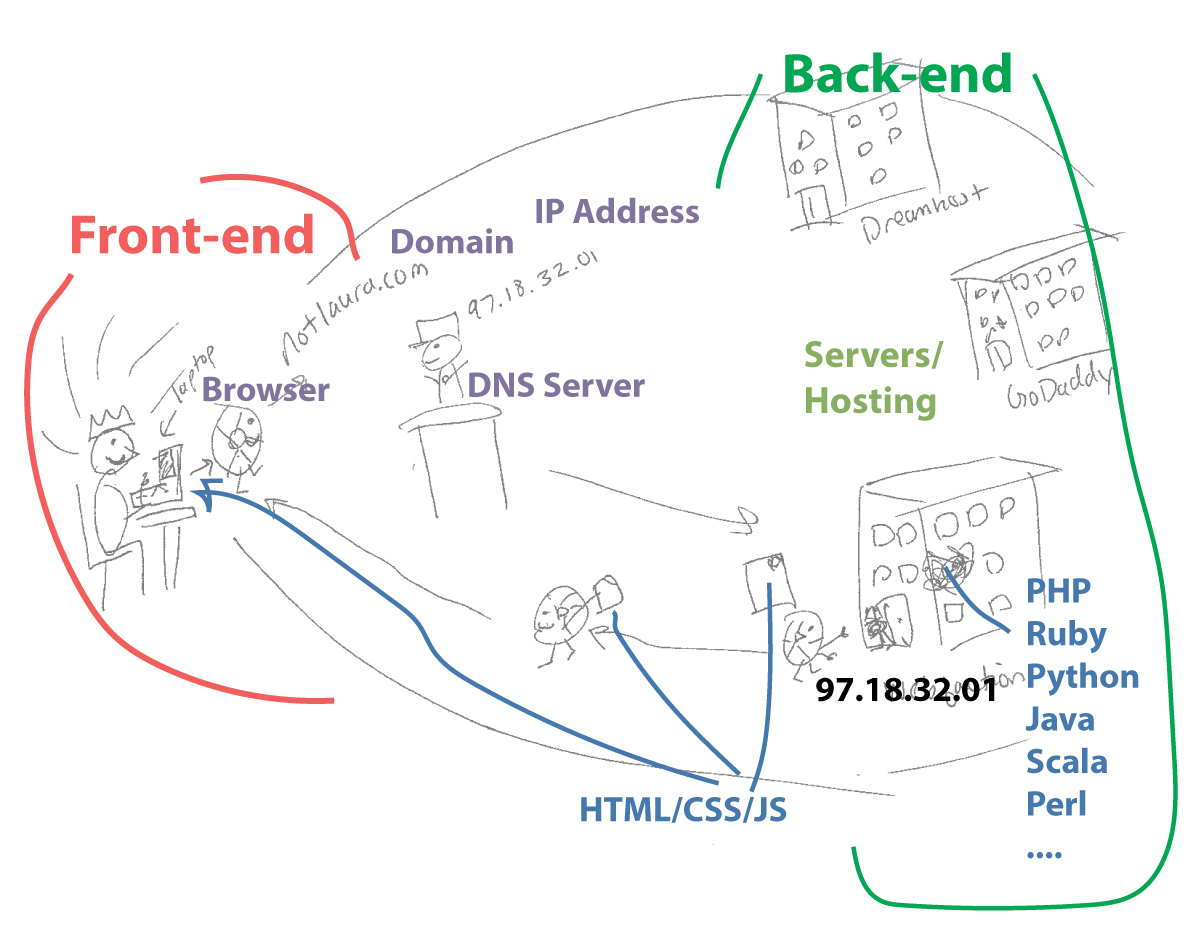 Back-end
IP Address
Front-end
Domain
Dreamhost
notlaura.com
97.18.32.01
Servers/
Hosting
laptop
Browser
DNS Server
GoDaddy
PHP
Ruby
Python
97.18.32.01
Java
Scala
Perl
....
HTML/CSS/JS